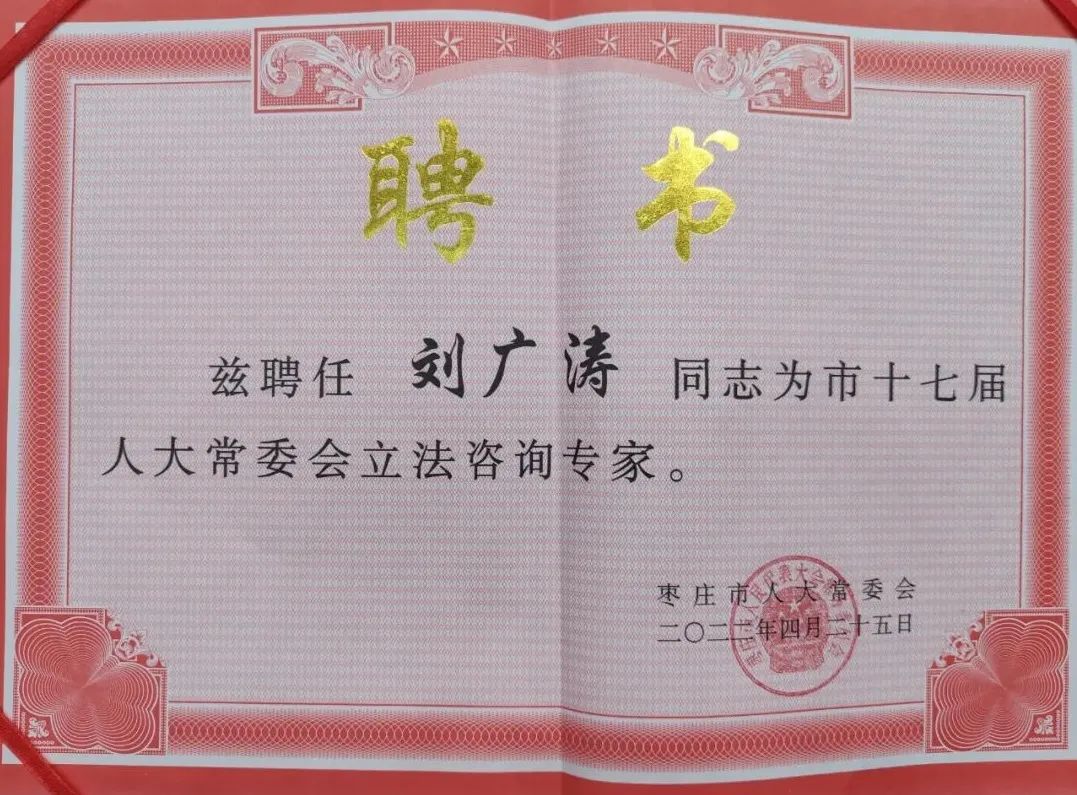 聘书
兹聘任 刘广涛 同志为市十七届
人大常委会立法咨询专家。
枣庄市人大常委会
二〇二二年四月二十五日